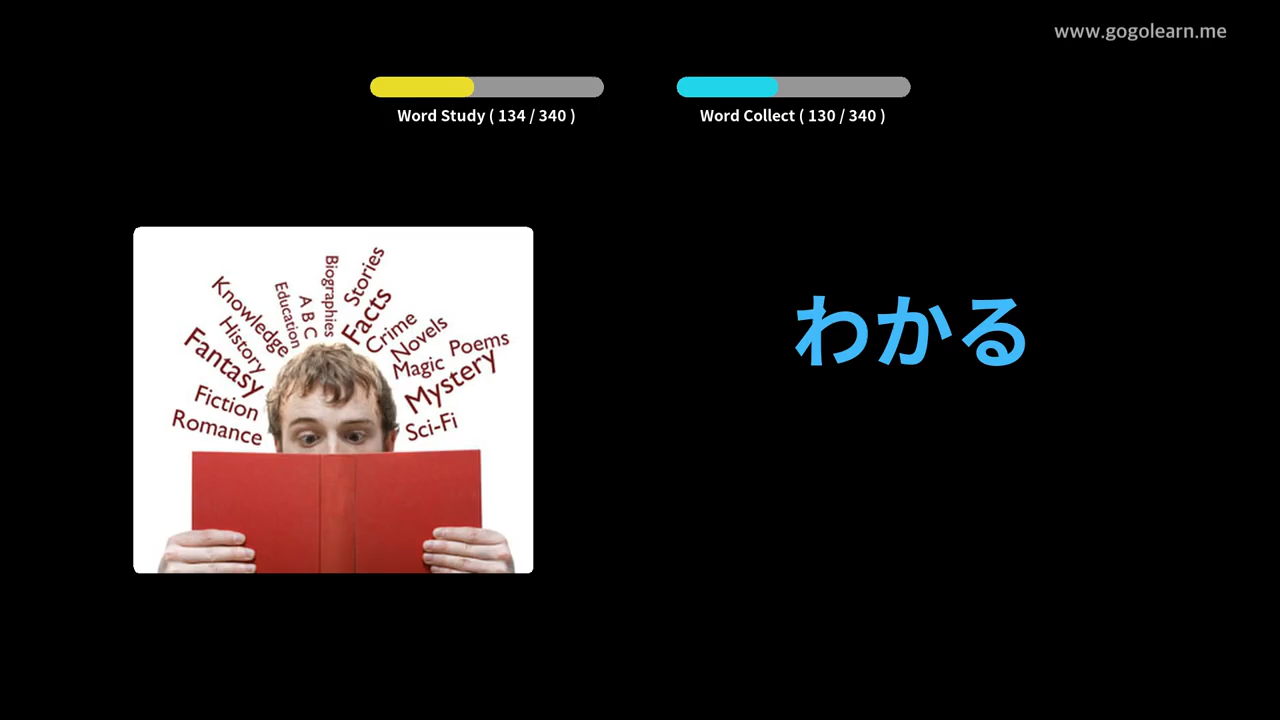 www.gogolearn.me
Word Study ( 134 / 340 )
Word Collect ( 130 / 340 )
Knowledge
History
Fantasy
Fiction
Romance
Education
A B C
Biographies
Stories
Facts
Crime
Novels
Magic
Poems
Mystery
Sci-Fi
わかる